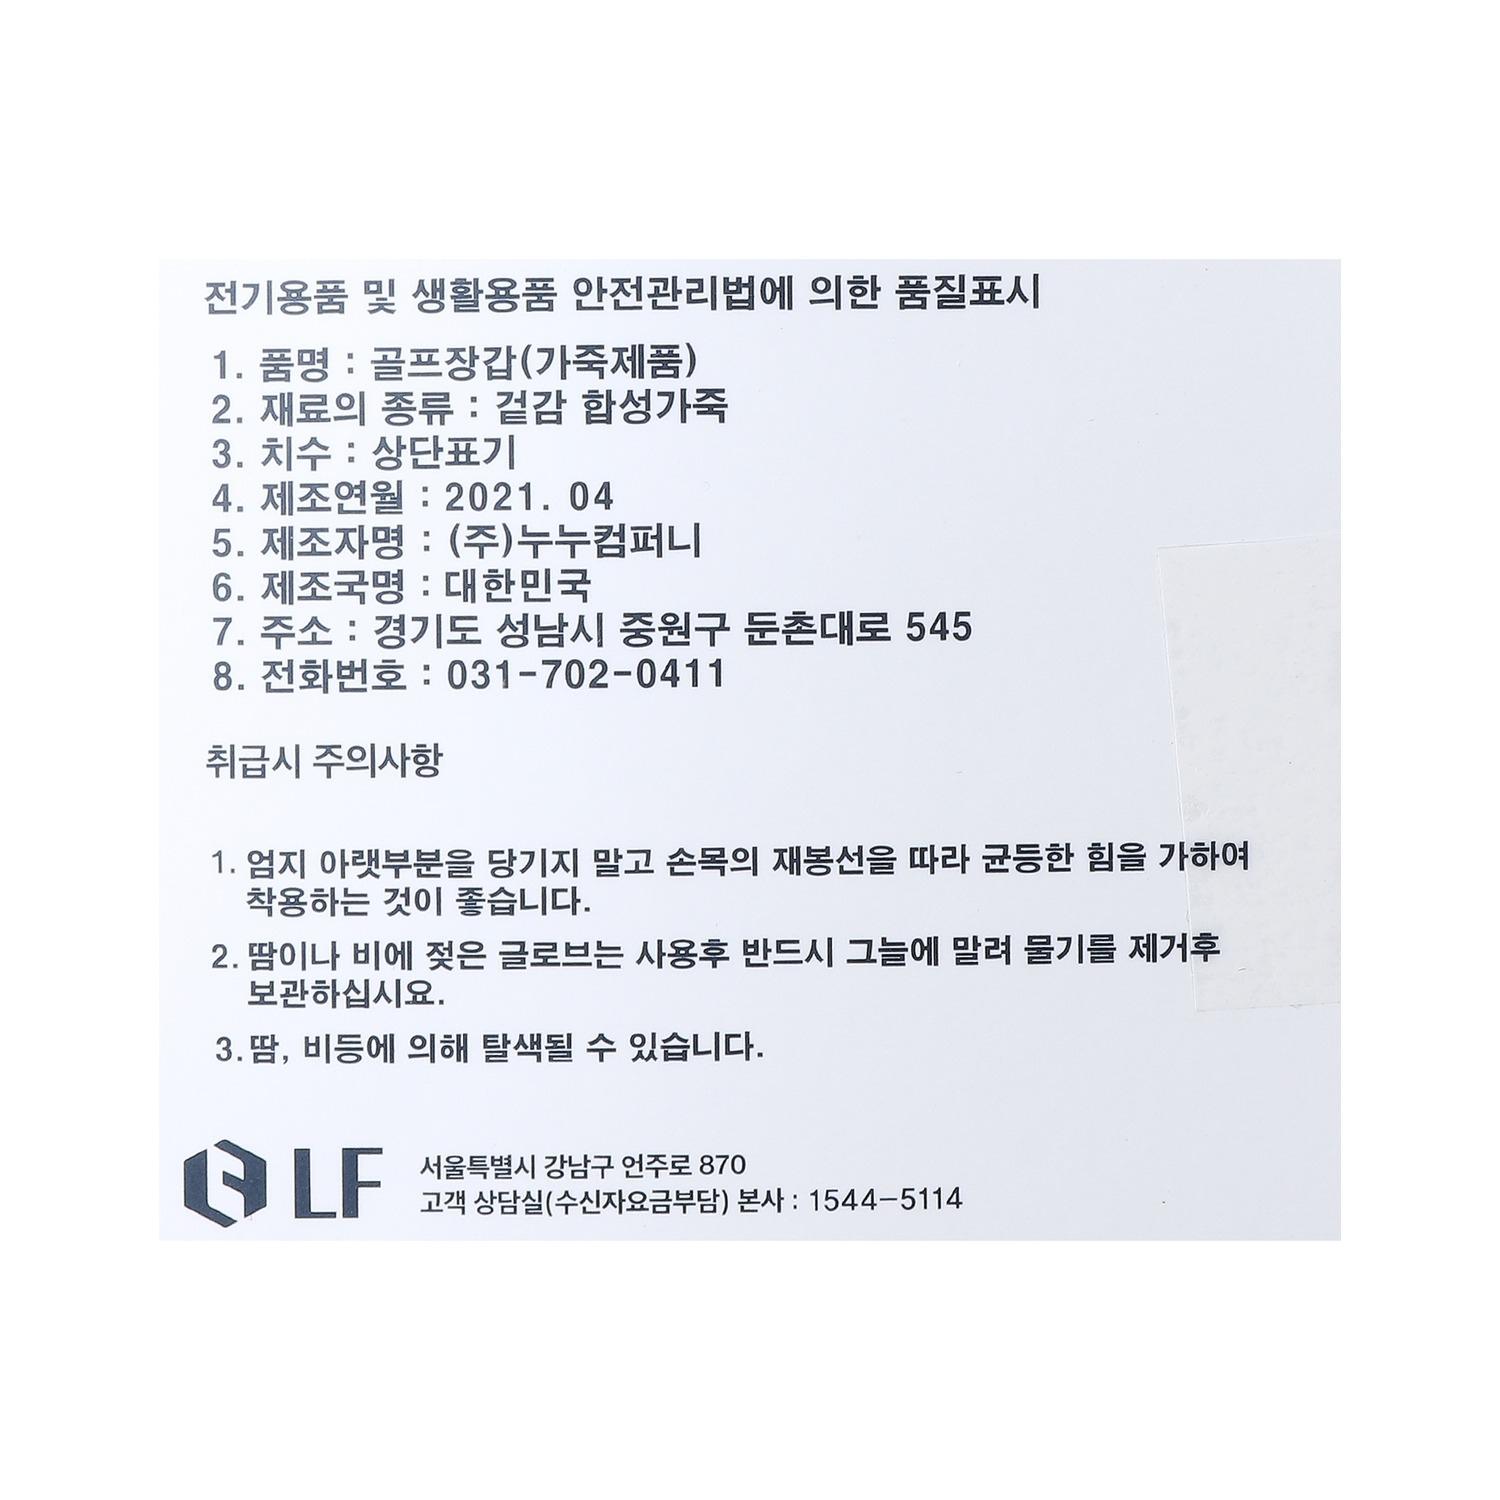 전기용품 및 생활용품 안전관리법에 의한 품질표시
1. 품명 : 골프장갑(가죽제품)
2. 재료의 종류 : 겉감 합성가죽
3. 치수 : 상단표기
4. 제조연월 : 2021. 04
5. 제조자명 : (주)누누컴퍼니
6. 제조국명 : 대한민국
7. 주소 : 경기도 성남시 중원구 둔촌대로 545
8. 전화번호 : 031-702-0411
취급시 주의사항
1. 엄지 아랫부분을 당기지 말고 손목의 재봉선을 따라 균등한 힘을 가하여
착용하는 것이 좋습니다.
2. 땀이나 비에 젖은 글로브는 사용후 반드시 그늘에 말려 물기를 제거후
보관하십시요.
3. 땀, 비등에 의해 탈색될 수 있습니다.
LF
서울특별시 강남구 언주로 870
고객 상담실(수신자요금부담) 본사 : 1544-5114